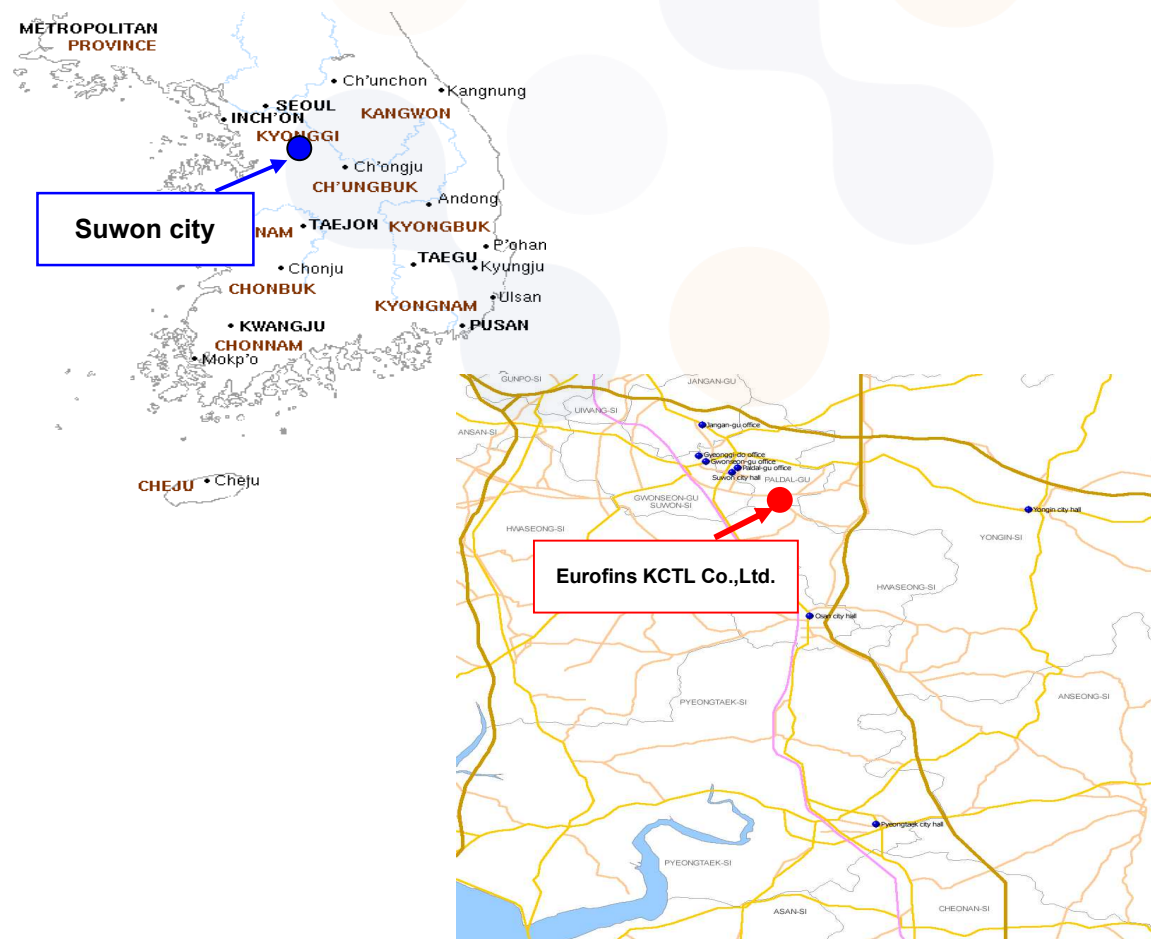 METROPOLITAN
PROVINCE
Ch'unchon
Kangnung
SEOUL
INCH'ON
KANGWON
KYONGGI
Ch'ongju
CH'UNGBUK
Andong
Suwon city
NAM
TAEJON
KYONGBUK
P'ohan
TAEGU
Kyungju
Chonju
CHONBUK
Ulsan
KYONGNAM
KWANGJU
PUSAN
CHONNAM
Mokp'o
CHEJU
Cheju
GUNPO-SI
JANGAN-GU
UIWANG-SI
ANSAN-SI
Jangan-gu office
Gyeonggi-do office
Gwonseon-gu office
Paldal-gu office
Suwon city hall
PALDAL-GU
GWONSEON-GU
SUWON-SI
Yongin city hall
HWASEONG-SI
YONGIN-SI
Eurofins KCTL Co.,Ltd.
HWASEONG-SI
Osan city hall
ANSEONG-SI
PYEONGTAEK-SI
Pyeongtaek city hall
PYEONGTAEK-SI
ASAN-SI
CHEONAN-SI